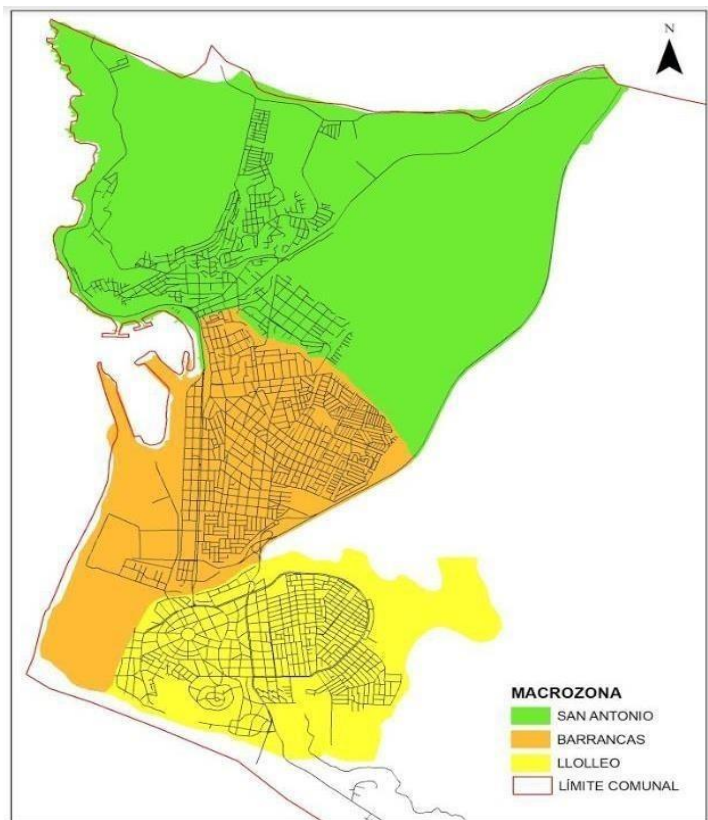 N
MACROZONA
SAN ANTONIO
BARRANCAS
LLOLLEO
LÍMITE COMUNAL